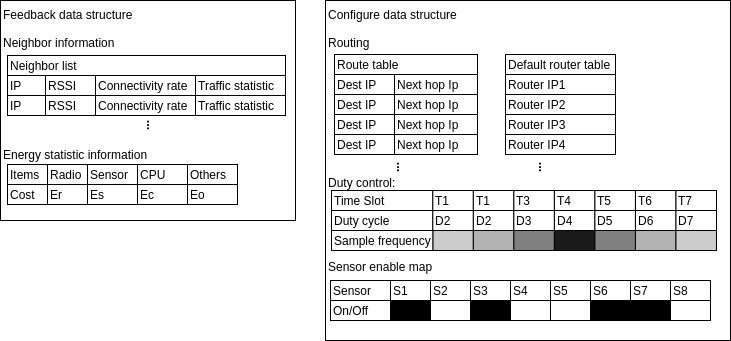 Feedback data structure
Neighbor information
Neighbor list
IP RSSI Connectivity rate Traffic statistic
IP RSSI Connectivity rate Traffic statistic
⋮
Energy statistic information
Items Radio Sensor CPU Others
Cost Er Es Ec Eo
Configure data structure
Routing
Route table
Dest IP Next hop Ip
Dest IP Next hop Ip
Dest IP Next hop Ip
Dest IP Next hop Ip
⋮
Default router table
Router IP1
Router IP2
Router IP3
Router IP4
⋮
Duty control:
Time Slot T1 T1 T3 T4 T5 T6 T7
Duty cycle D2 D2 D3 D4 D5 D6 D7
Sample frequency
Sensor enable map
Sensor S1 S2 S3 S4 S5 S6 S7 S8
On/Off